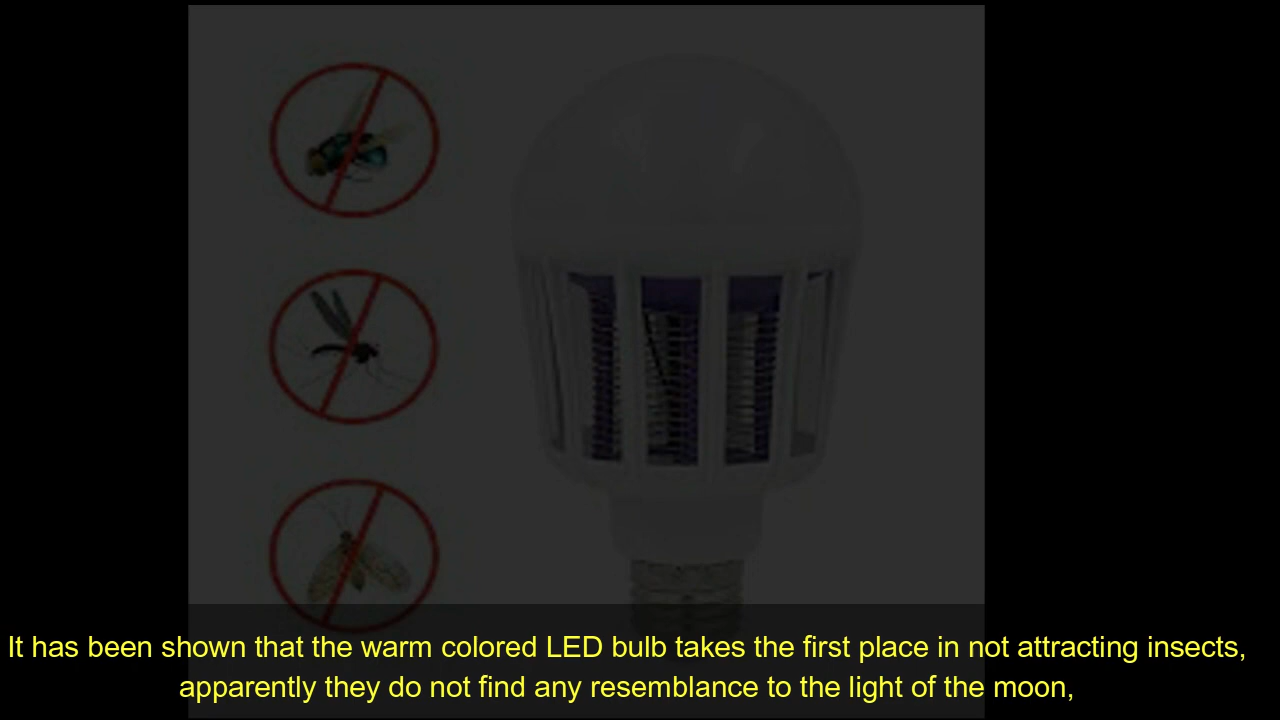 It has been shown that the warm colored LED bulb takes the first place in not attracting insects,
apparently they do not find any resemblance to the light of the moon,